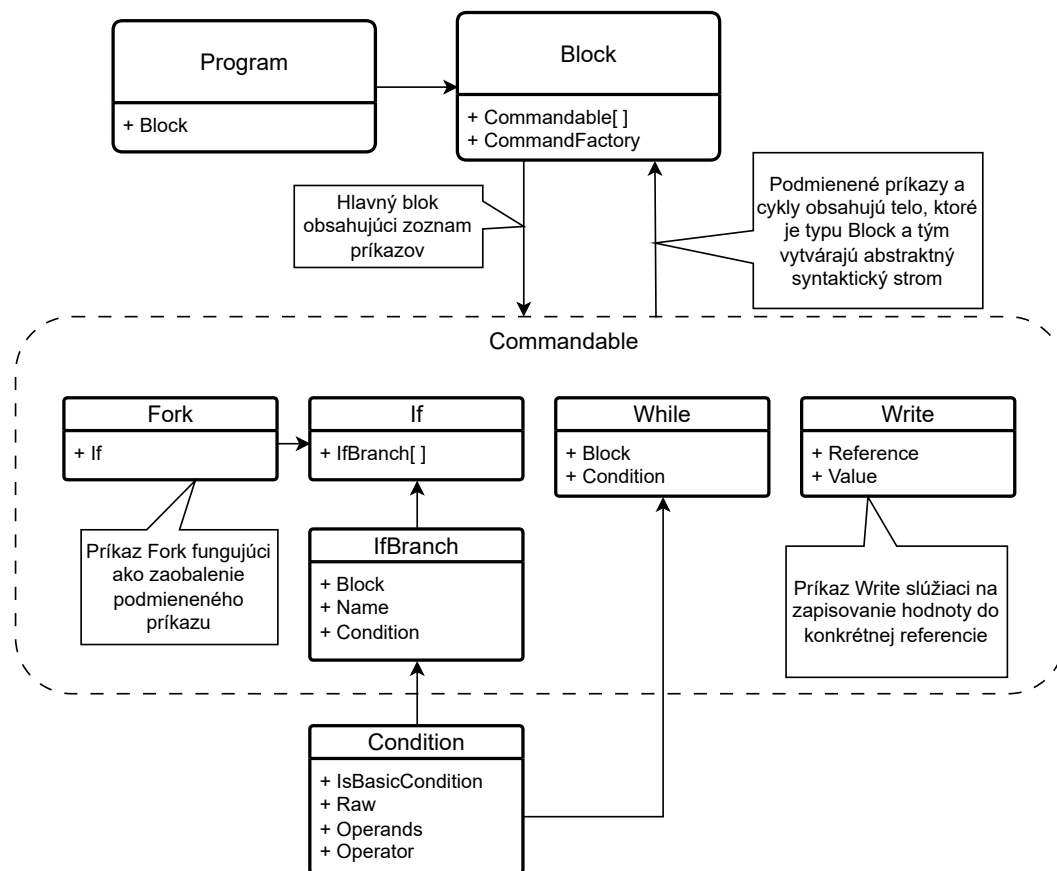 Program
+ Block
Block
+ Commandable[ ]
+ CommandFactory
Hlavný blok
obsahujúci zoznam
príkazov
Podmienené príkazy a
cykly obsahujú telo, ktoré
je typu Block a tým
vytvárajú abstraktný
syntaktický strom
Commandable
Fork
+ If
If
+ IfBranch[ ]
While
+ Block
+ Condition
Write
+ Reference
+ Value
Príkaz Fork fungujúci
ako zaobalenie
podmieneného
príkazu
IfBranch
+ Block
+ Name
+ Condition
Príkaz Write slúžiaci na
zapisovanie hodnoty do
konkrétnej referencie
Condition
+ IsBasicCondition
+ Raw
+ Operands
+ Operator